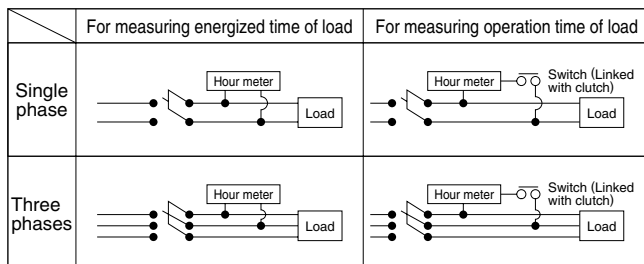 For measuring energized time of load
For measuring operation time of load
Single
phase
Hour meter
Load
Hour meter
Switch (Linked
with clutch)
Load
Three
phases
Hour meter
Load
Hour meter
Switch (Linked
with clutch)
Load